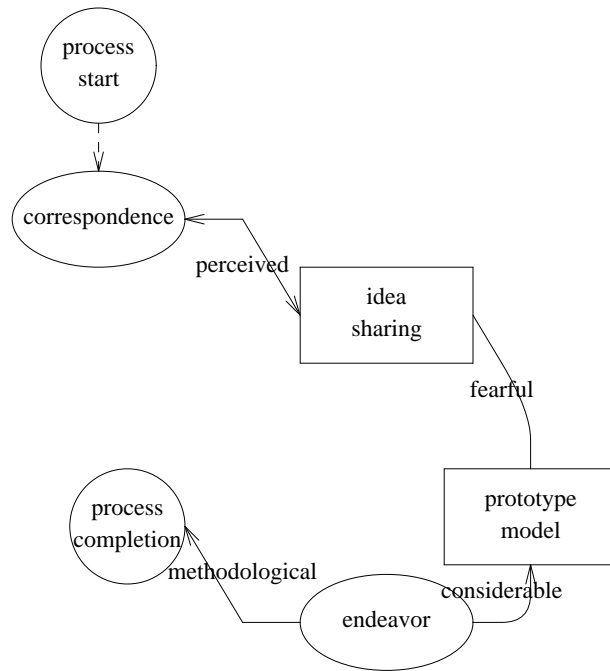 process
start
correspondence
perceived
idea
sharing
fearful
prototype
model
process
completion
methodological
considerable
endeavor